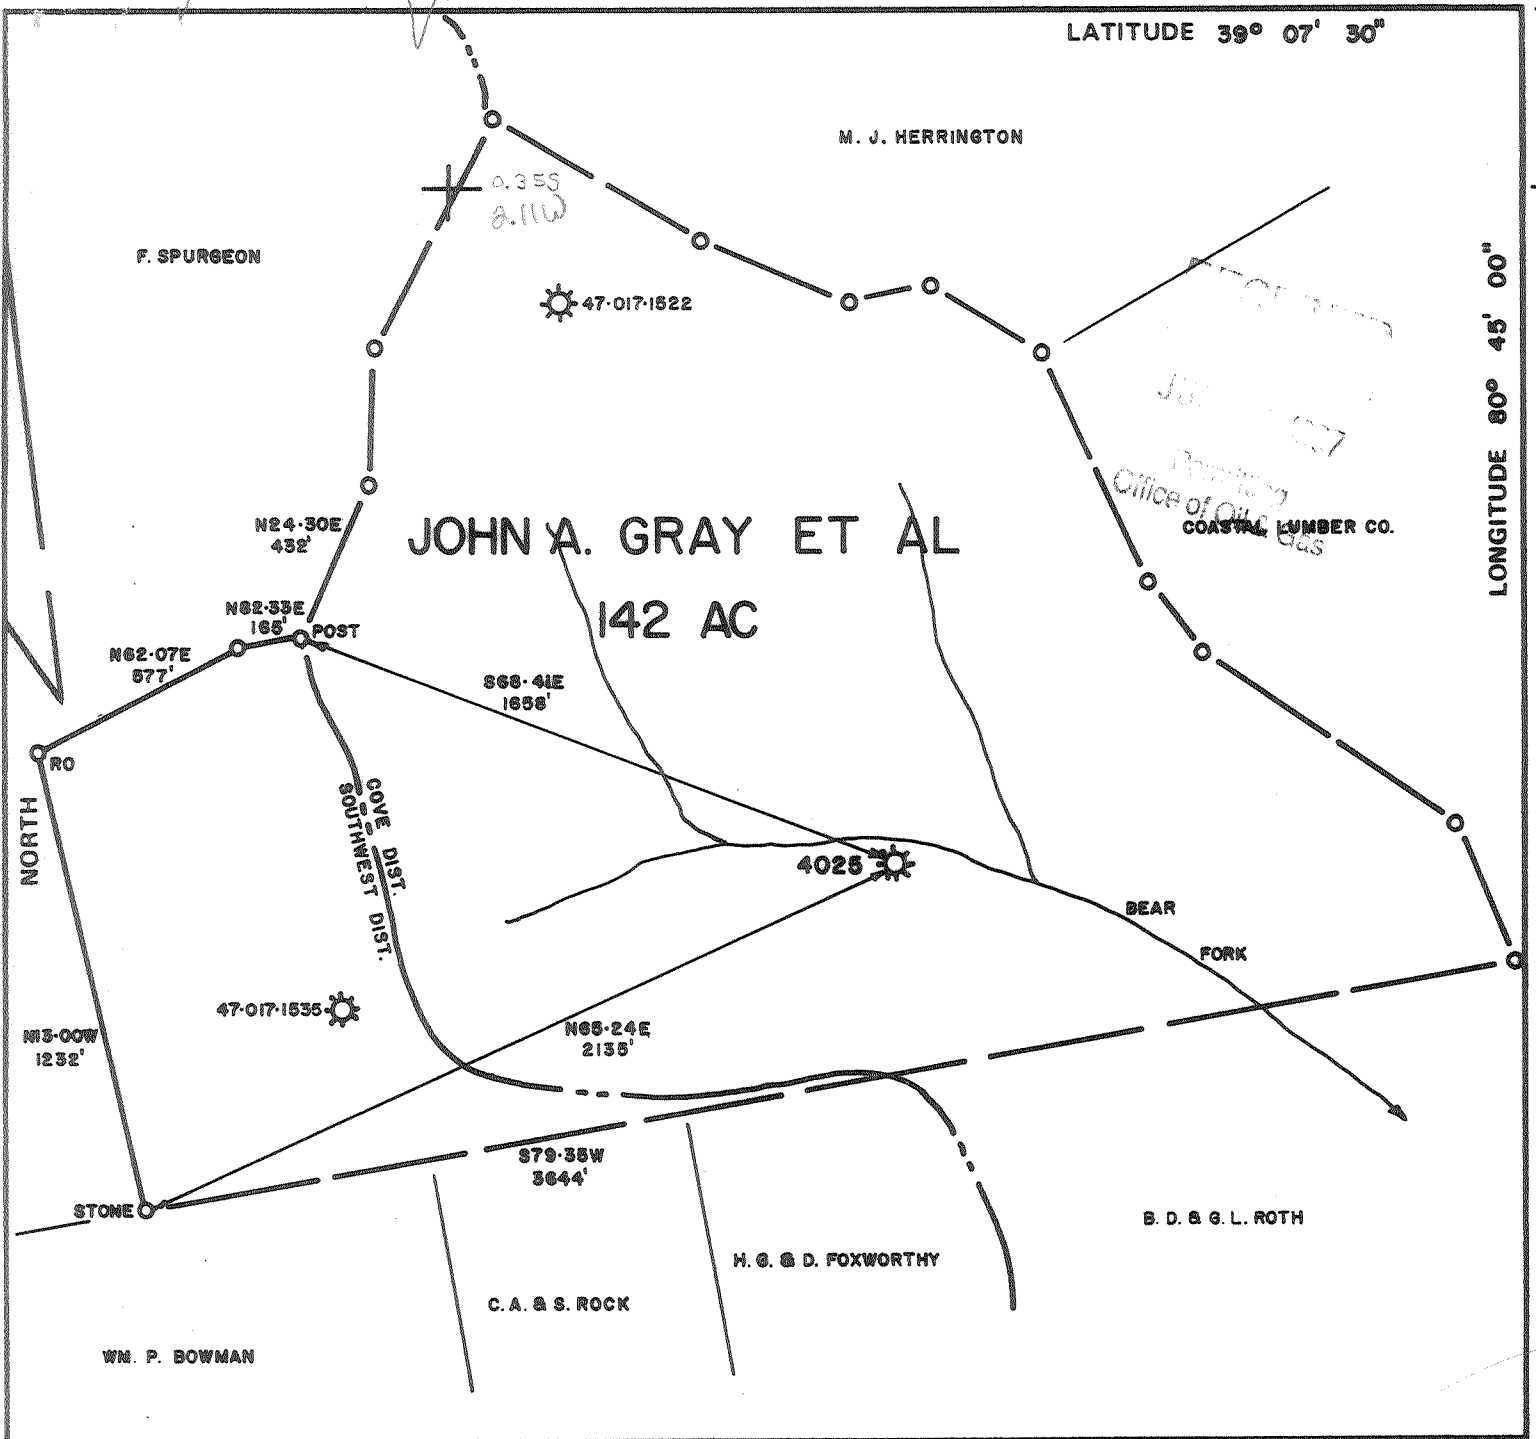 LATITUDE 39° 07' 30"
M. J. HERRINGTON
0.35S
2.11W
F. SPURGEON
47·017·1522
LONGITUDE 80° 45' 00"
Office of Oil & Gas
COASTAL LUMBER CO.
N24·30E
432'
JOHN A. GRAY ET AL
142 AC
N82·33E
165'
POST
N62·07E
577'
S68·41E
1658'
RO
NORTH
COVE DIST.
SOUTHWEST DIST.
4025
BEAR
FORK
47·017·1535
N65·24E
2135'
N13·00W
1232'
S79·35W
3644'
STONE
B. D. & G. L. ROTH
H. G. & D. FOXWORTHY
C. A. & S. ROCK
WM. P. BOWMAN